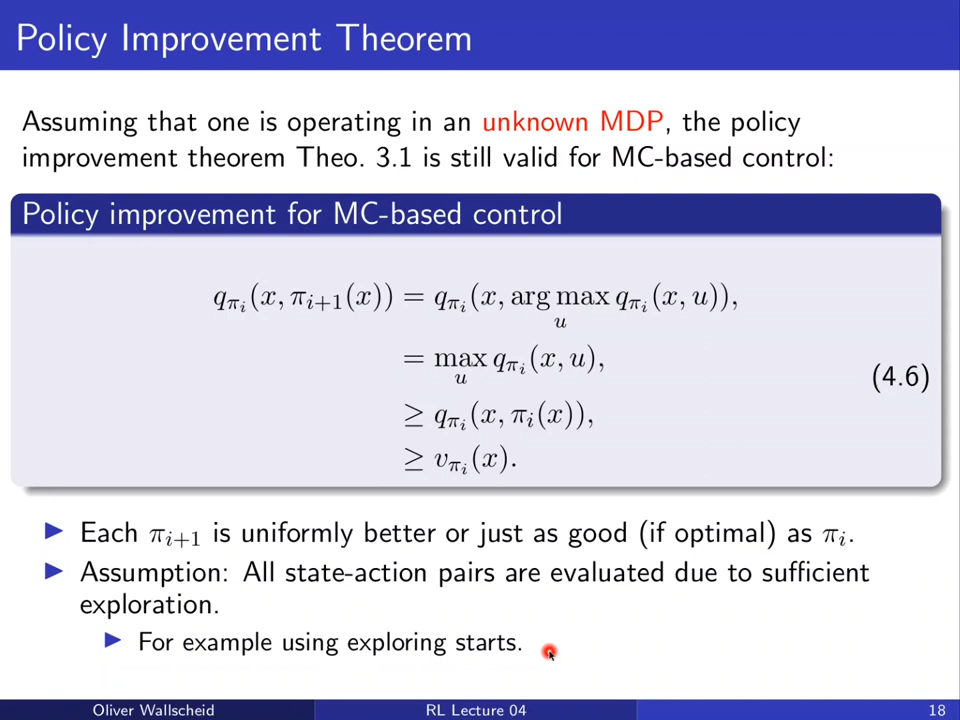 Policy Improvement Theorem
Assuming that one is operating in an unknown MDP, the policy
improvement theorem Theo. 3.1 is still valid for MC-based control:
Policy improvement for MC-based control
q_{π_i}(x, π_{i+1}(x)) = q_{π_i}(x, arg max_u q_{π_i}(x, u)),
= max_u q_{π_i}(x, u),
(4.6)
≥ q_{π_i}(x, π_i(x)),
≥ v_{π_i}(x).
▶ Each π_{i+1} is uniformly better or just as good (if optimal) as π_i.
▶ Assumption: All state-action pairs are evaluated due to sufficient
exploration.
▶ For example using exploring starts.
Oliver Wallscheid RL Lecture 04 18